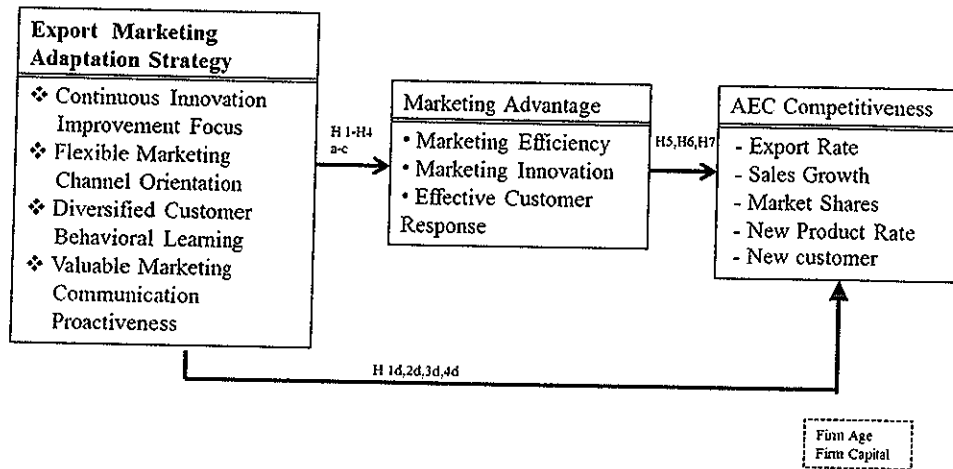 Export Marketing
Adaptation Strategy
❖ Continuous Innovation
Improvement Focus
❖ Flexible Marketing
Channel Orientation
❖ Diversified Customer
Behavioral Learning
❖ Valuable Marketing
Communication
Proactiveness
H 1-H4
a-c
Marketing Advantage
• Marketing Efficiency
• Marketing Innovation
• Effective Customer
Response
H5,H6,H7
AEC Competitiveness
- Export Rate
- Sales Growth
- Market Shares
- New Product Rate
- New customer
H 1d,2d,3d,4d
Firm Age
Firm Capital